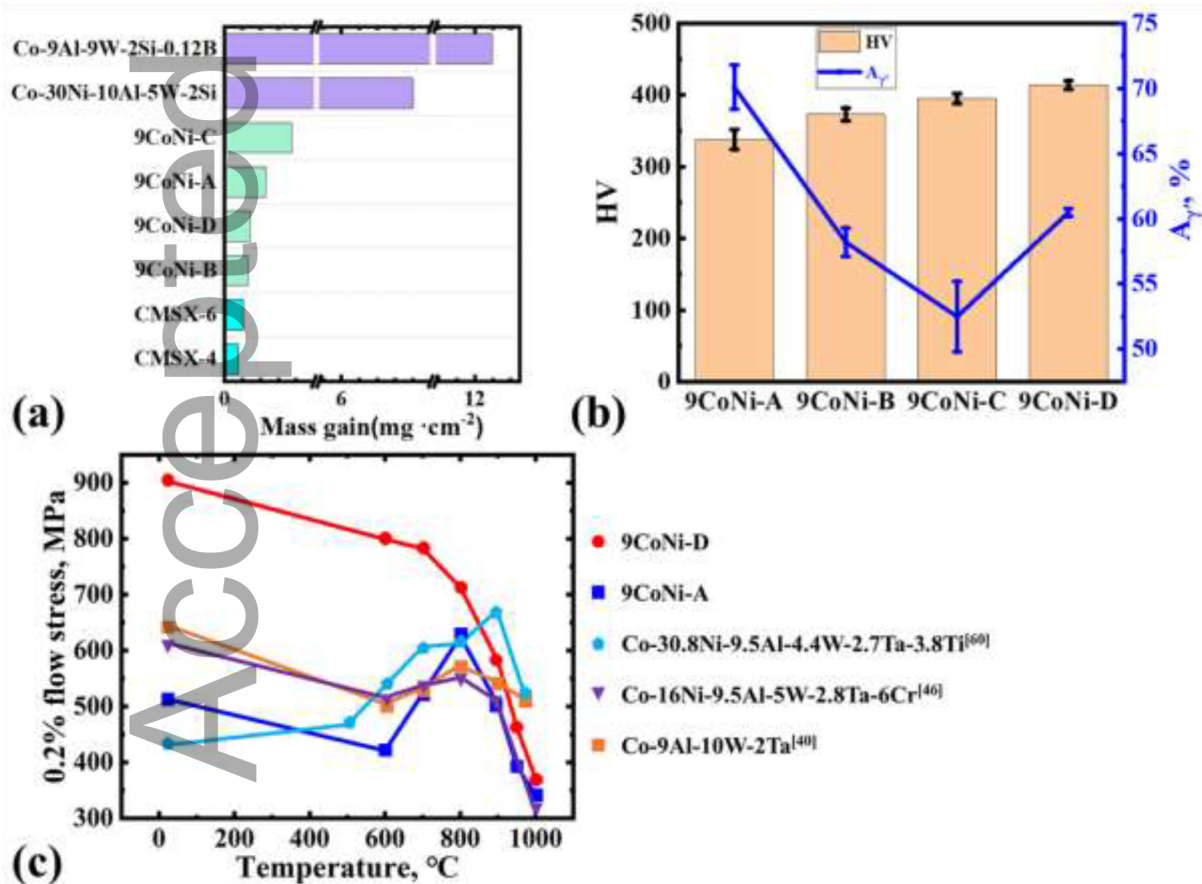 Co-9Al-9W-2Si-0.12B
Co-30Ni-10Al-5W-2Si
9CoNi-C
9CoNi-A
9CoNi-D
9CoNi-B
CMSX-6
CMSX-4
0 6 12
Mass gain(mg ·cm⁻²)
(a)
500
400
300
200
100
0
HV
HV
Aγ'
75
70
65
60
55
50
Aγ', %
9CoNi-A 9CoNi-B 9CoNi-C 9CoNi-D
(b)
900
800
700
600
500
400
300
0.2% flow stress, MPa
0 200 400 600 800 1000
Temperature, °C
(c)
9CoNi-D
9CoNi-A
Co-30.8Ni-9.5Al-4.4W-2.7Ta-3.8Ti[60]
Co-16Ni-9.5Al-5W-2.8Ta-6Cr[46]
Co-9Al-10W-2Ta[40]
Accepted